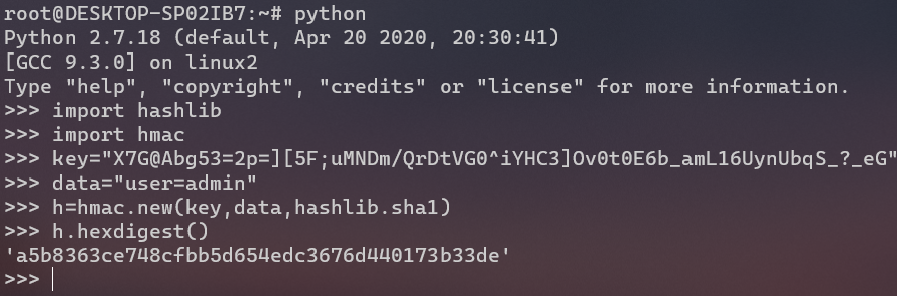 root@DESKTOP-SP02IB7:~# python
Python 2.7.18 (default, Apr 20 2020, 20:30:41)
[GCC 9.3.0] on linux2
Type "help", "copyright", "credits" or "license" for more information.
>>> import hashlib
>>> import hmac
>>> key="X7G@Abg53=2p=][5F;uMNDm/QrDtVG0^iYHC3]Ov0t0E6b_amL16UynUbqS_?_eG"
>>> data="user=admin"
>>> h=hmac.new(key,data,hashlib.sha1)
>>> h.hexdigest()
'a5b8363ce748cfbb5d654edc3676d440173b33de'
>>>